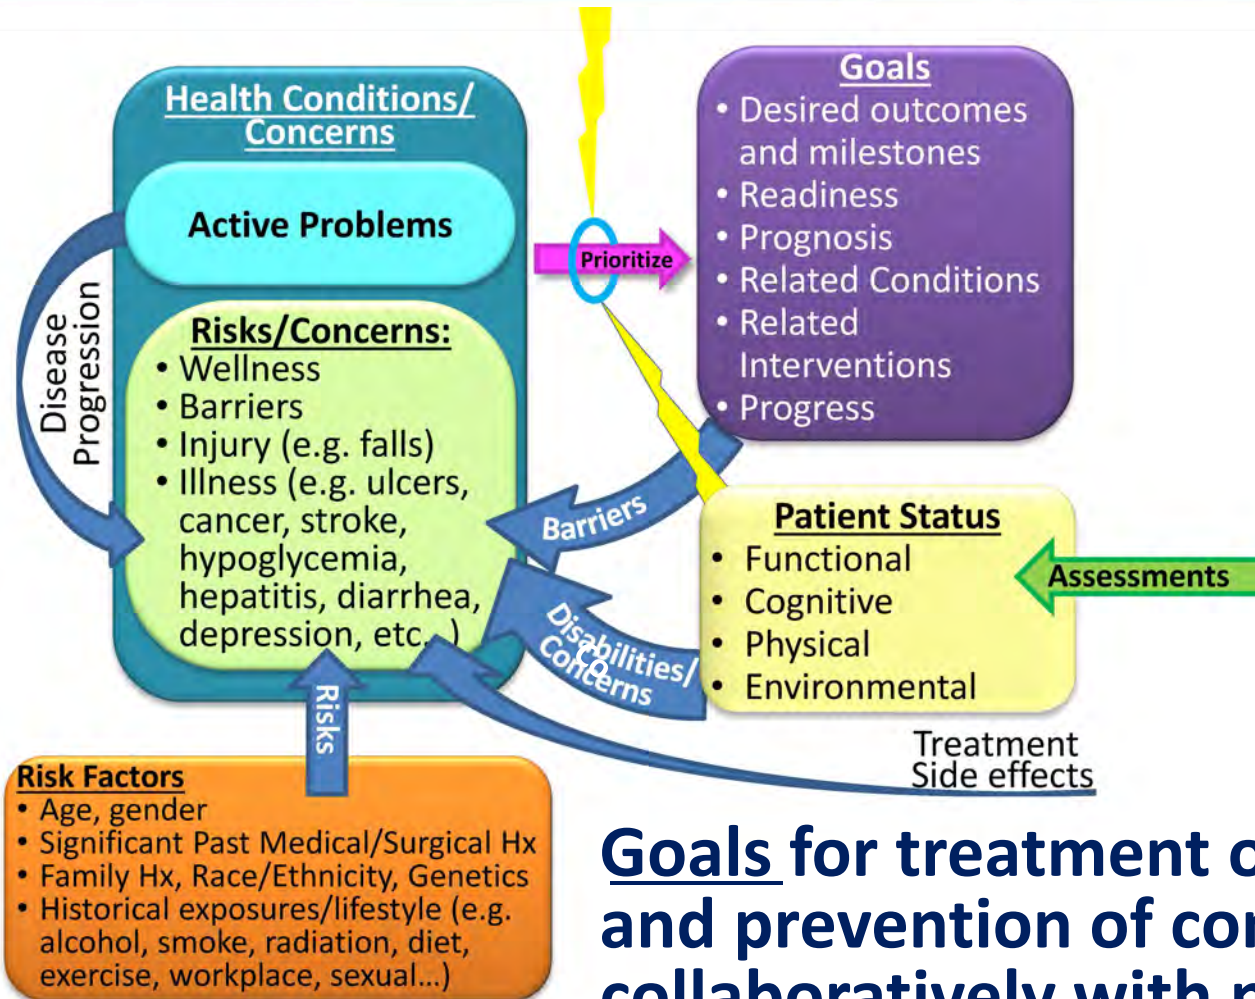 Health Conditions/
Concerns
Active Problems
Disease
Progression
Risks/Concerns:
• Wellness
• Barriers
• Injury (e.g. falls)
• Illness (e.g. ulcers,
cancer, stroke,
hypoglycemia,
hepatitis, diarrhea,
depression, etc…)
Prioritize
Goals
• Desired outcomes
and milestones
• Readiness
• Prognosis
• Related Conditions
• Related
Interventions
• Progress
Barriers
Patient Status
• Functional
• Cognitive
• Physical
• Environmental
Assessments
Disabilities/
Concerns
co
Risks
Treatment
Side effects
Risk Factors
• Age, gender
• Significant Past Medical/Surgical Hx
• Family Hx, Race/Ethnicity, Genetics
• Historical exposures/lifestyle (e.g.
alcohol, smoke, radiation, diet,
exercise, workplace, sexual…)
Goals for treatment
and prevention of
collaboratively with